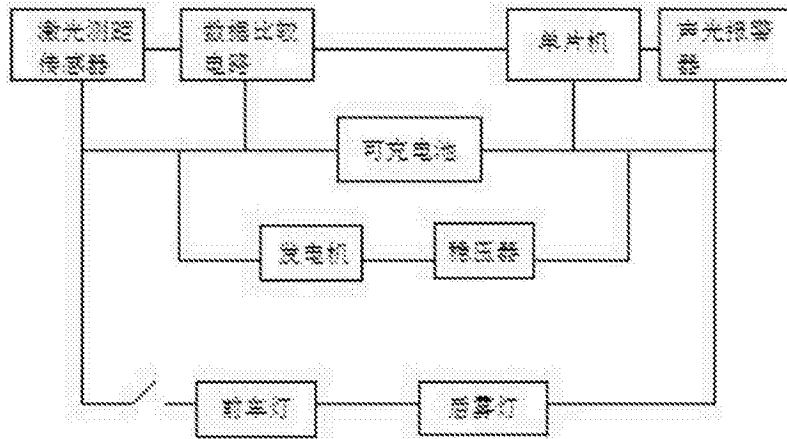 激光测距
传感器
数据比较
电路
单片机
声光报警
器
可充电池
发电机
稳压器
前车灯
后雾灯